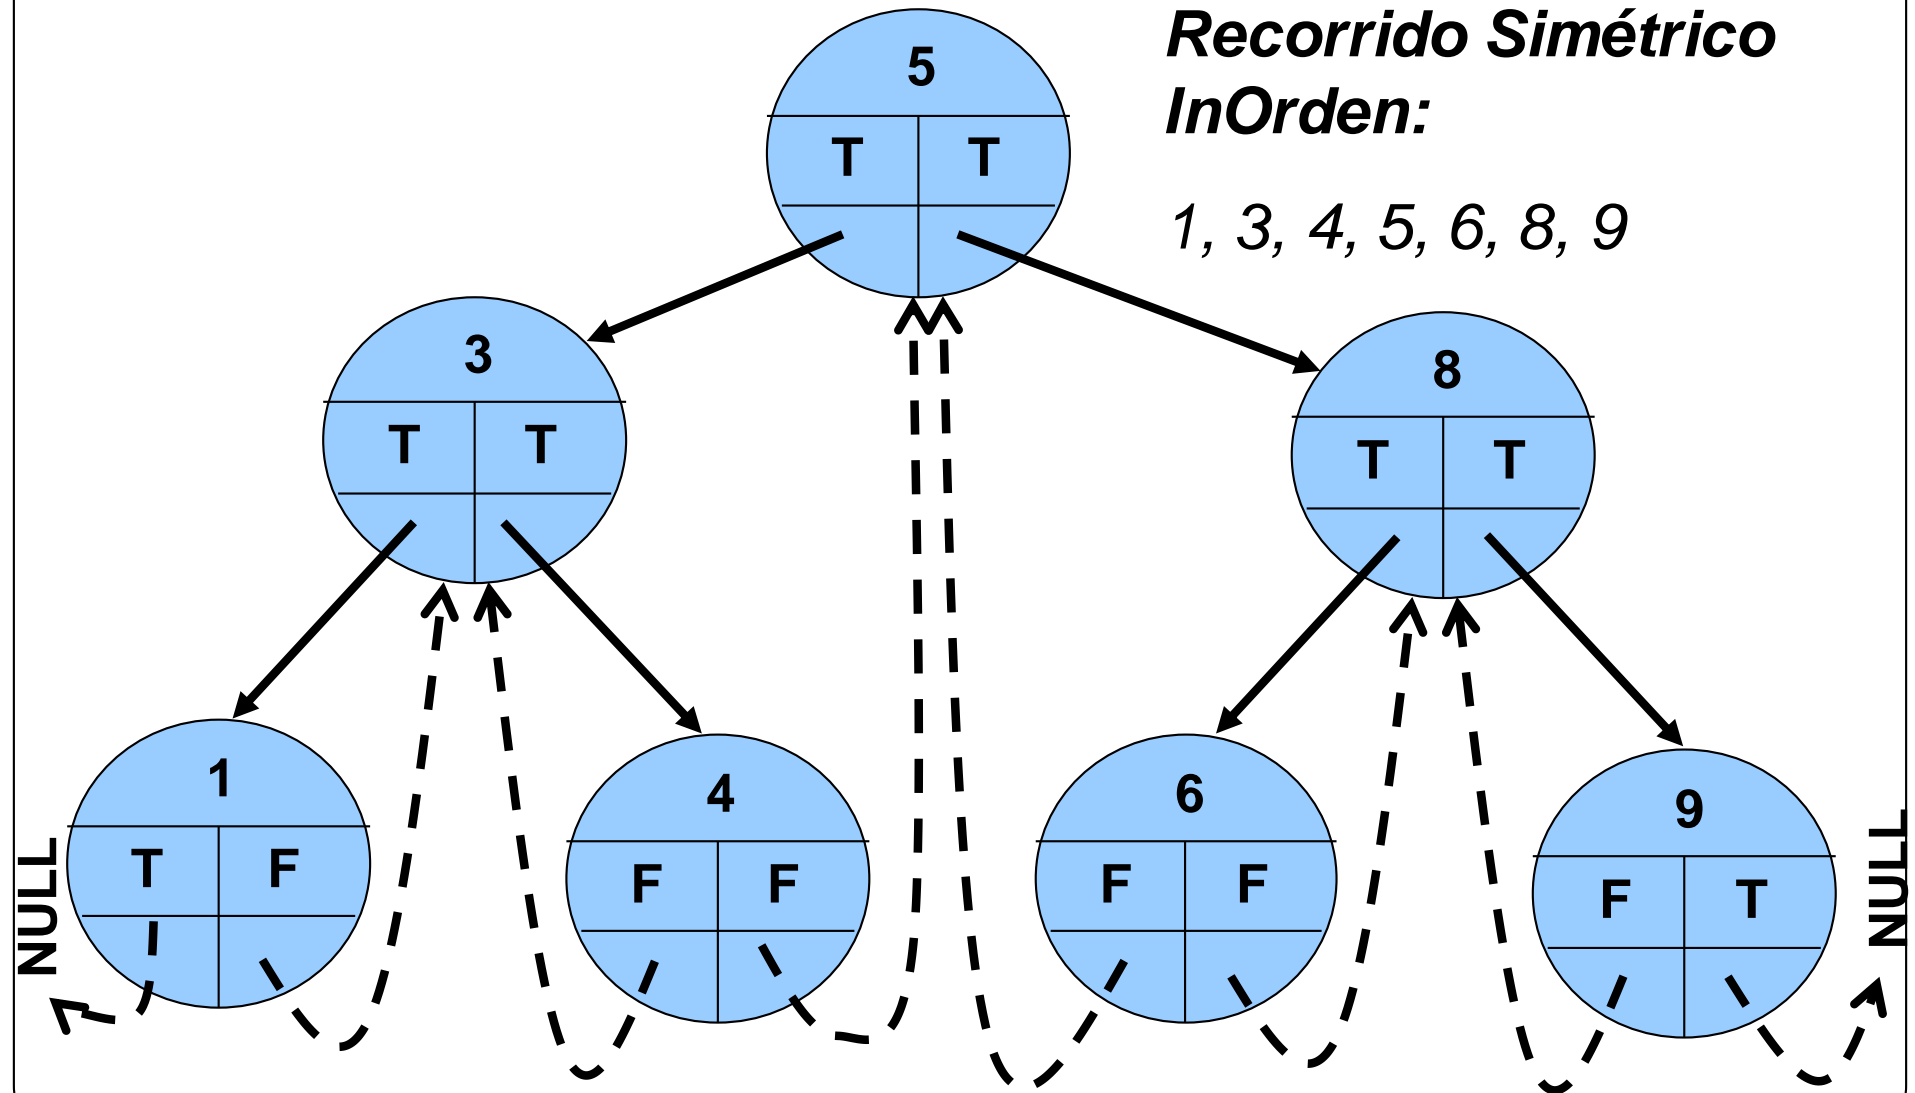 Recorrido Simétrico
InOrden:
1, 3, 4, 5, 6, 8, 9
5
T T
3
T T
8
T T
1
T F
4
F F
6
F F
9
F T
NULL
NULL